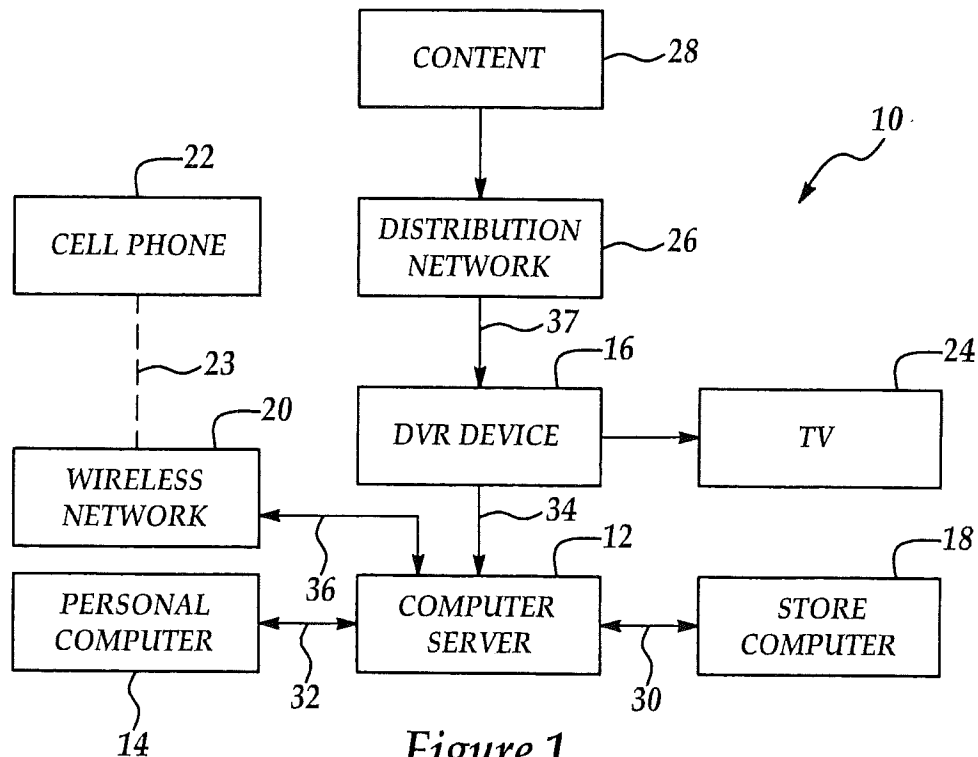 CONTENT
28
10
22
CELL PHONE
DISTRIBUTION
NETWORK
26
37
23
16
24
20
DVR DEVICE
TV
WIRELESS
NETWORK
34
12
18
36
PERSONAL
COMPUTER
COMPUTER
SERVER
STORE
COMPUTER
32
30
14
Figure 1